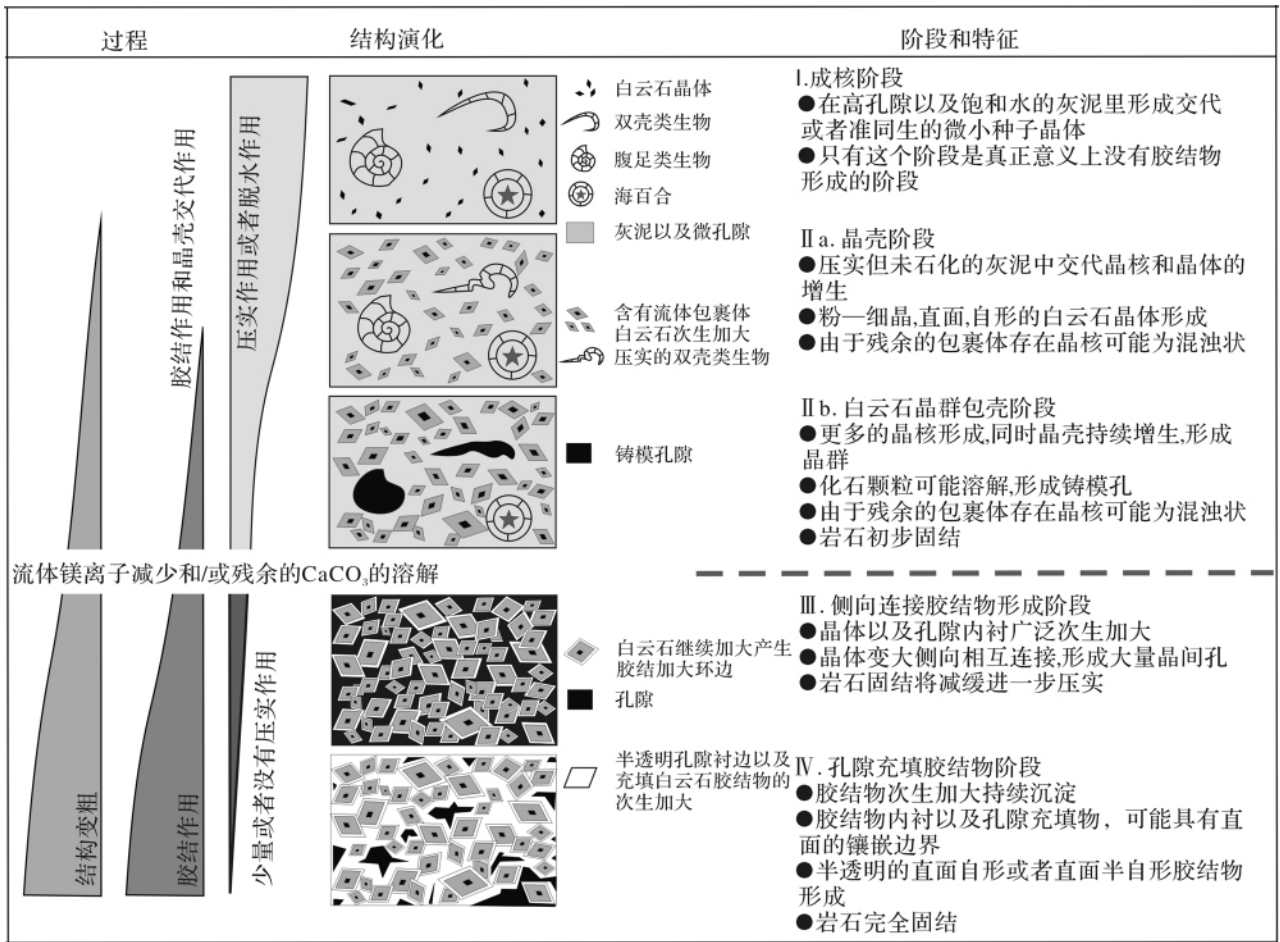 过程
结构演化
阶段和特征
胶结作用和晶壳交代作用
压实作用或者脱水作用
白云石晶体
双壳类生物
腹足类生物
海百合
灰泥以及微孔隙
含有流体包裹体
白云石次生加大
压实的双壳类生物
铸模孔隙
Ⅰ.成核阶段
●在高孔隙以及饱和水的灰泥里形成交代
或者准同生的微小种子晶体
●只有这个阶段是真正意义上没有胶结物
形成的阶段
Ⅱa.晶壳阶段
●压实但未石化的灰泥中交代晶核和晶体的
增生
●粉—细晶,直面,自形的白云石晶体形成
●由于残余的包裹体存在晶核可能为混浊状
Ⅱb.白云石晶群包壳阶段
●更多的晶核形成,同时晶壳持续增生,形成
晶群
●化石颗粒可能溶解,形成铸模孔
●由于残余的包裹体存在晶核可能为混浊状
●岩石初步固结
流体镁离子减少和/或残余的CaCO₃的溶解
结构变粗
胶结作用
少量或者没有压实作用
白云石继续加大产生
胶结加大环边
孔隙
半透明孔隙衬边以及
充填白云石胶结物的
次生加大
Ⅲ.侧向连接胶结物形成阶段
●晶体以及孔隙内衬广泛次生加大
●晶体变大侧向相互连接,形成大量晶间孔
●岩石固结将减缓进一步压实
Ⅳ.孔隙充填胶结物阶段
●胶结物次生加大持续沉淀
●胶结物内衬以及孔隙充填物，可能具有直
面的镶嵌边界
●半透明的直面自形或者直面半自形胶结物
形成
●岩石完全固结